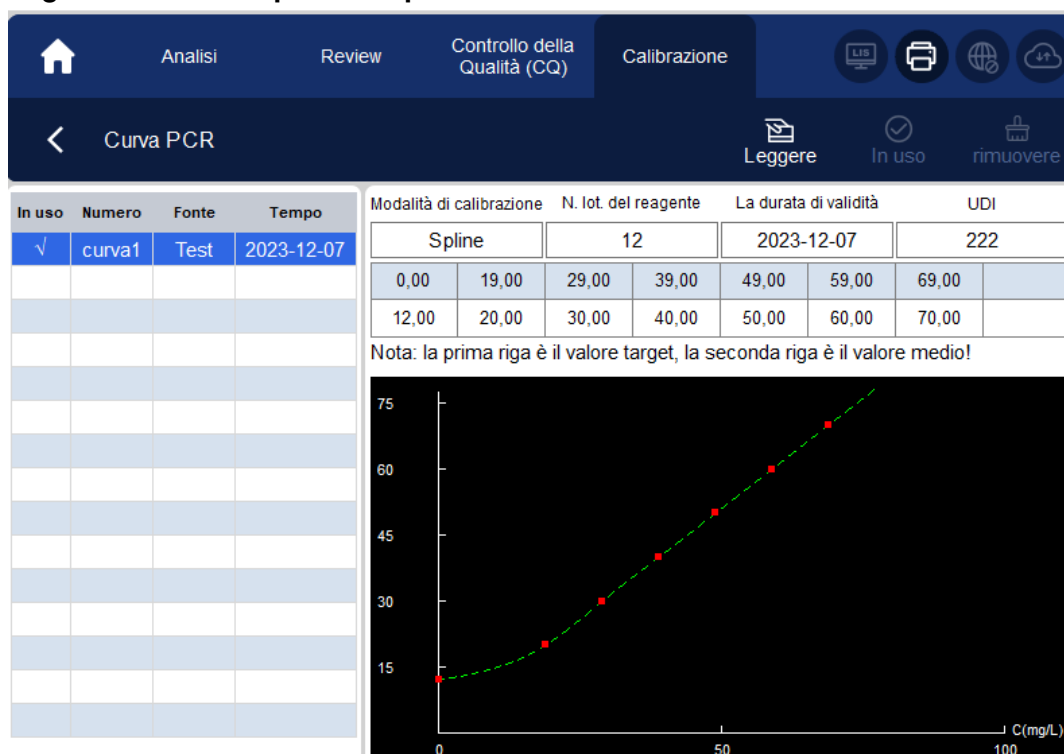 Analisi
Review
Controllo della
Qualità (CQ)
Calibrazione
LIS
Curva PCR
Leggere
In uso
rimuovere
In uso Numero Fonte Tempo
√ curva1 Test 2023-12-07
Modalità di calibrazione N. lot. del reagente La durata di validità UDI
Spline 12 2023-12-07 222
0,00 19,00 29,00 39,00 49,00 59,00 69,00
12,00 20,00 30,00 40,00 50,00 60,00 70,00
Nota: la prima riga è il valore target, la seconda riga è il valore medio!
75
60
45
30
15
C(mg/L)
0 50 100